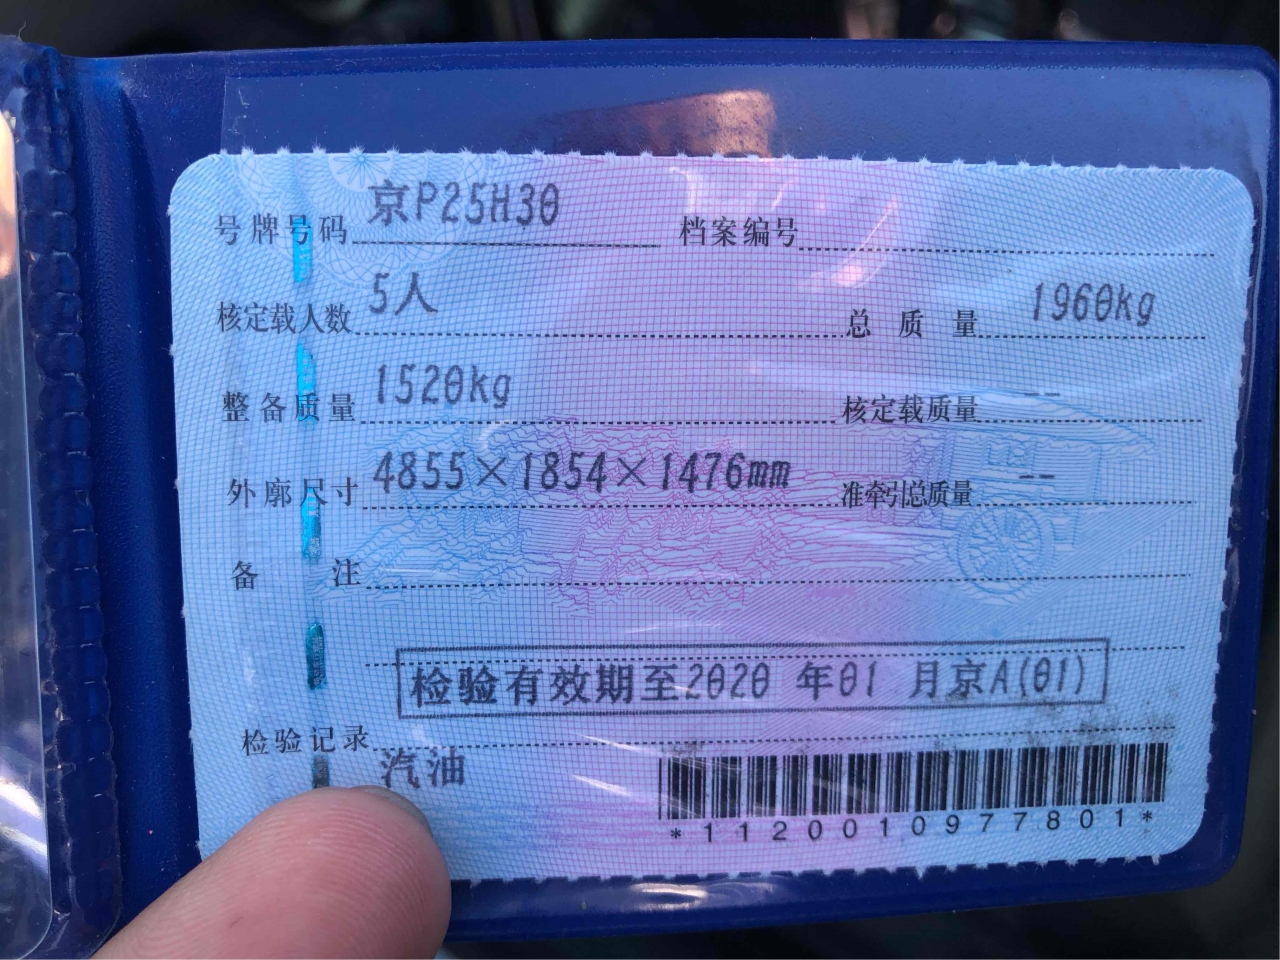 号牌号码 京P25H30 档案编号
核定载人数 5人 总质量 1960kg
整备质量 1520kg 核定载质量 --
外廓尺寸 4855×1854×1476mm 准牵引总质量 --
备注
检验有效期至2020 年01 月京A(01)
检验记录
汽油
*1120010977801*